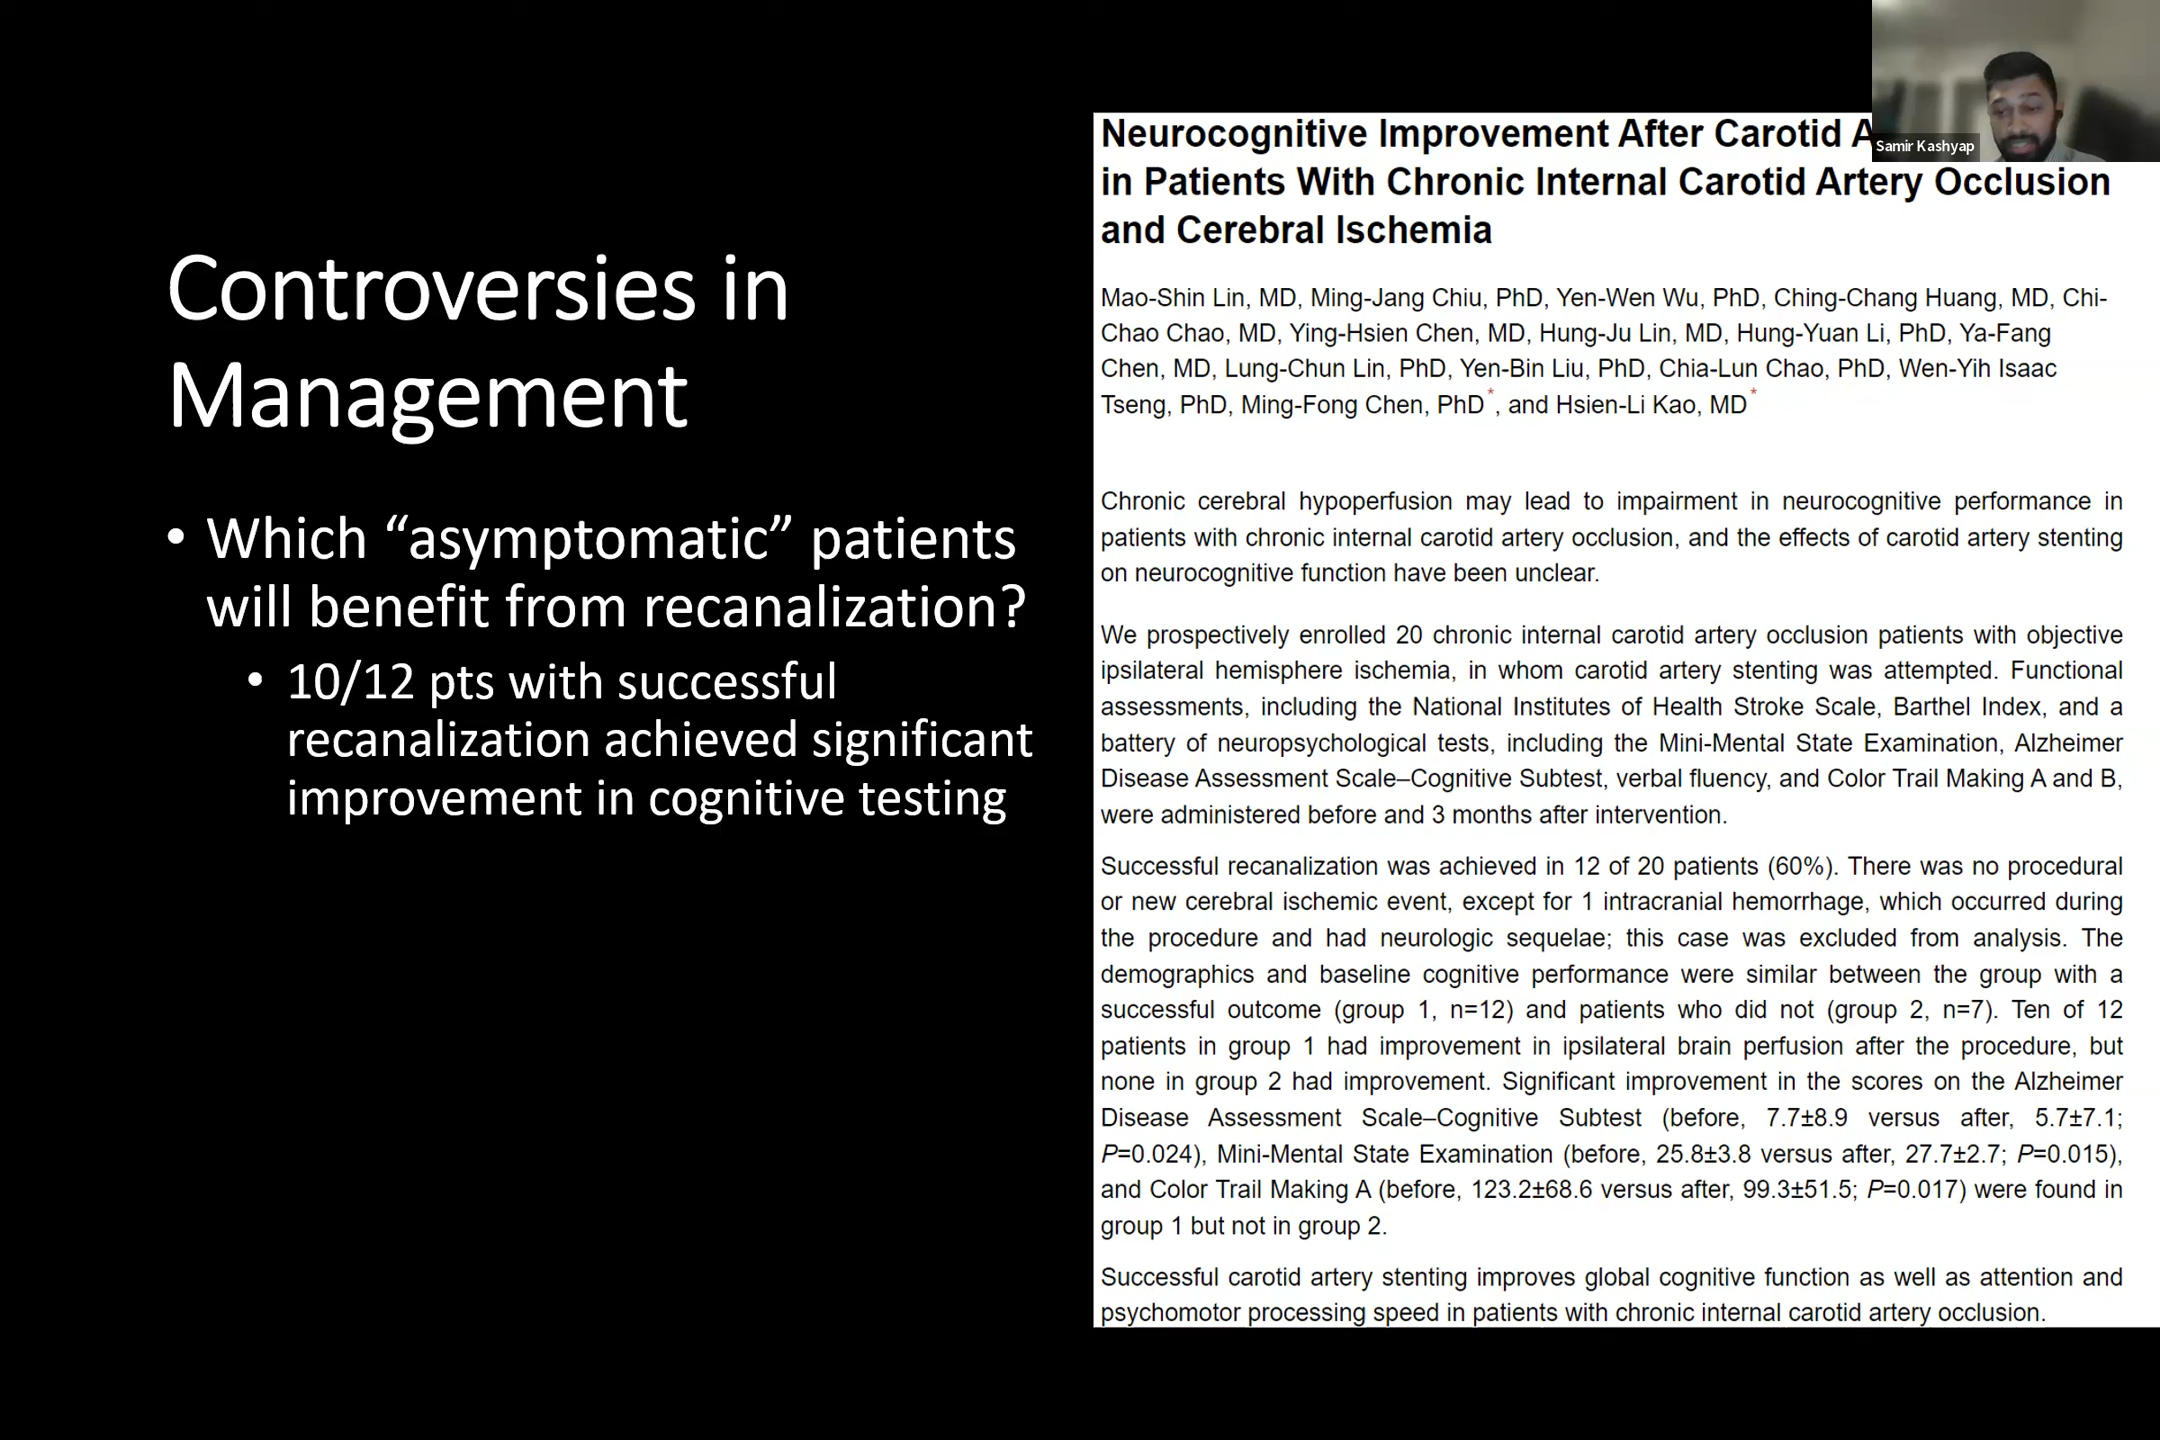 Samir Kashyap
Controversies in
Management
• Which “asymptomatic” patients
will benefit from recanalization?
• 10/12 pts with successful
recanalization achieved significant
improvement in cognitive testing
Neurocognitive Improvement After Carotid A
in Patients With Chronic Internal Carotid Artery Occlusion
and Cerebral Ischemia
Mao-Shin Lin, MD, Ming-Jang Chiu, PhD, Yen-Wen Wu, PhD, Ching-Chang Huang, MD, Chi-
Chao Chao, MD, Ying-Hsien Chen, MD, Hung-Ju Lin, MD, Hung-Yuan Li, PhD, Ya-Fang
Chen, MD, Lung-Chun Lin, PhD, Yen-Bin Liu, PhD, Chia-Lun Chao, PhD, Wen-Yih Isaac
Tseng, PhD, Ming-Fong Chen, PhD*, and Hsien-Li Kao, MD*
Chronic cerebral hypoperfusion may lead to impairment in neurocognitive performance in
patients with chronic internal carotid artery occlusion, and the effects of carotid artery stenting
on neurocognitive function have been unclear.
We prospectively enrolled 20 chronic internal carotid artery occlusion patients with objective
ipsilateral hemisphere ischemia, in whom carotid artery stenting was attempted. Functional
assessments, including the National Institutes of Health Stroke Scale, Barthel Index, and a
battery of neuropsychological tests, including the Mini-Mental State Examination, Alzheimer
Disease Assessment Scale–Cognitive Subtest, verbal fluency, and Color Trail Making A and B,
were administered before and 3 months after intervention.
Successful recanalization was achieved in 12 of 20 patients (60%). There was no procedural
or new cerebral ischemic event, except for 1 intracranial hemorrhage, which occurred during
the procedure and had neurologic sequelae; this case was excluded from analysis. The
demographics and baseline cognitive performance were similar between the group with a
successful outcome (group 1, n=12) and patients who did not (group 2, n=7). Ten of 12
patients in group 1 had improvement in ipsilateral brain perfusion after the procedure, but
none in group 2 had improvement. Significant improvement in the scores on the Alzheimer
Disease Assessment Scale–Cognitive Subtest (before, 7.7±8.9 versus after, 5.7±7.1;
P=0.024), Mini-Mental State Examination (before, 25.8±3.8 versus after, 27.7±2.7; P=0.015),
and Color Trail Making A (before, 123.2±68.6 versus after, 99.3±51.5; P=0.017) were found in
group 1 but not in group 2.
Successful carotid artery stenting improves global cognitive function as well as attention and
psychomotor processing speed in patients with chronic internal carotid artery occlusion.